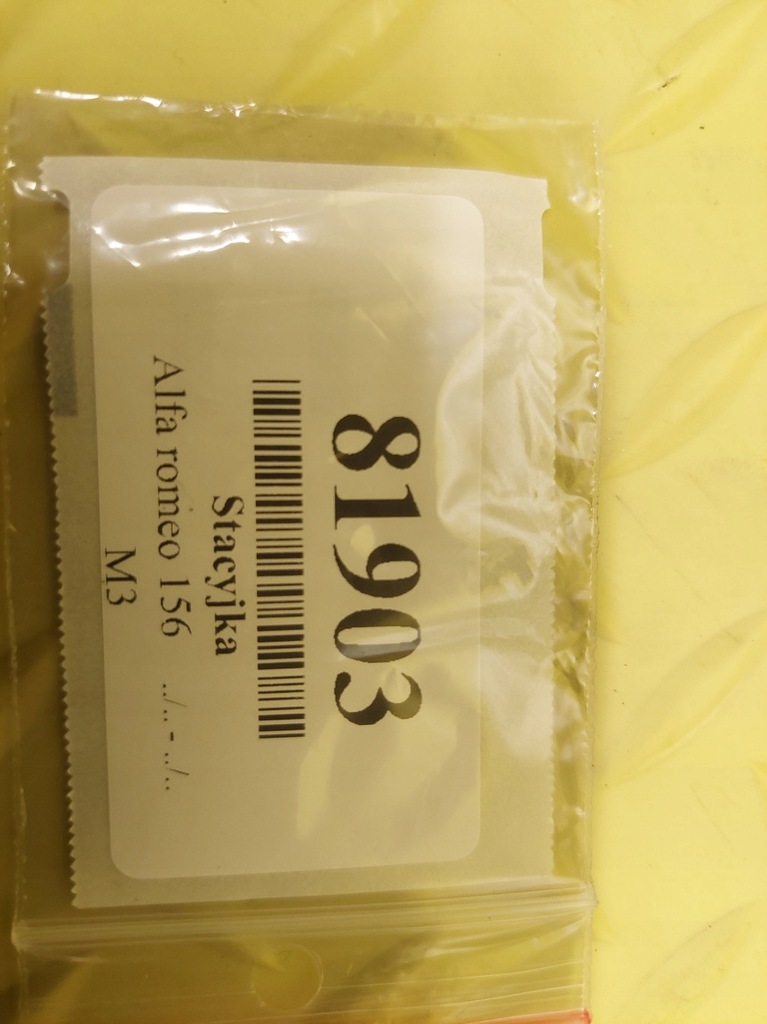 81903
Stacyjka
Alfa romeo 156 ../.. - ../..
M3